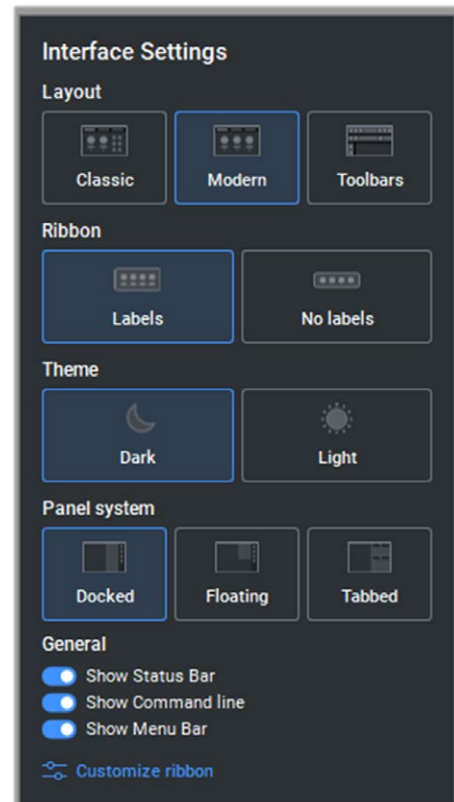 Interface Settings
Layout
Classic Modern Toolbars
Ribbon
Labels No labels
Theme
Dark Light
Panel system
Docked Floating Tabbed
General
Show Status Bar
Show Command line
Show Menu Bar
Customize ribbon